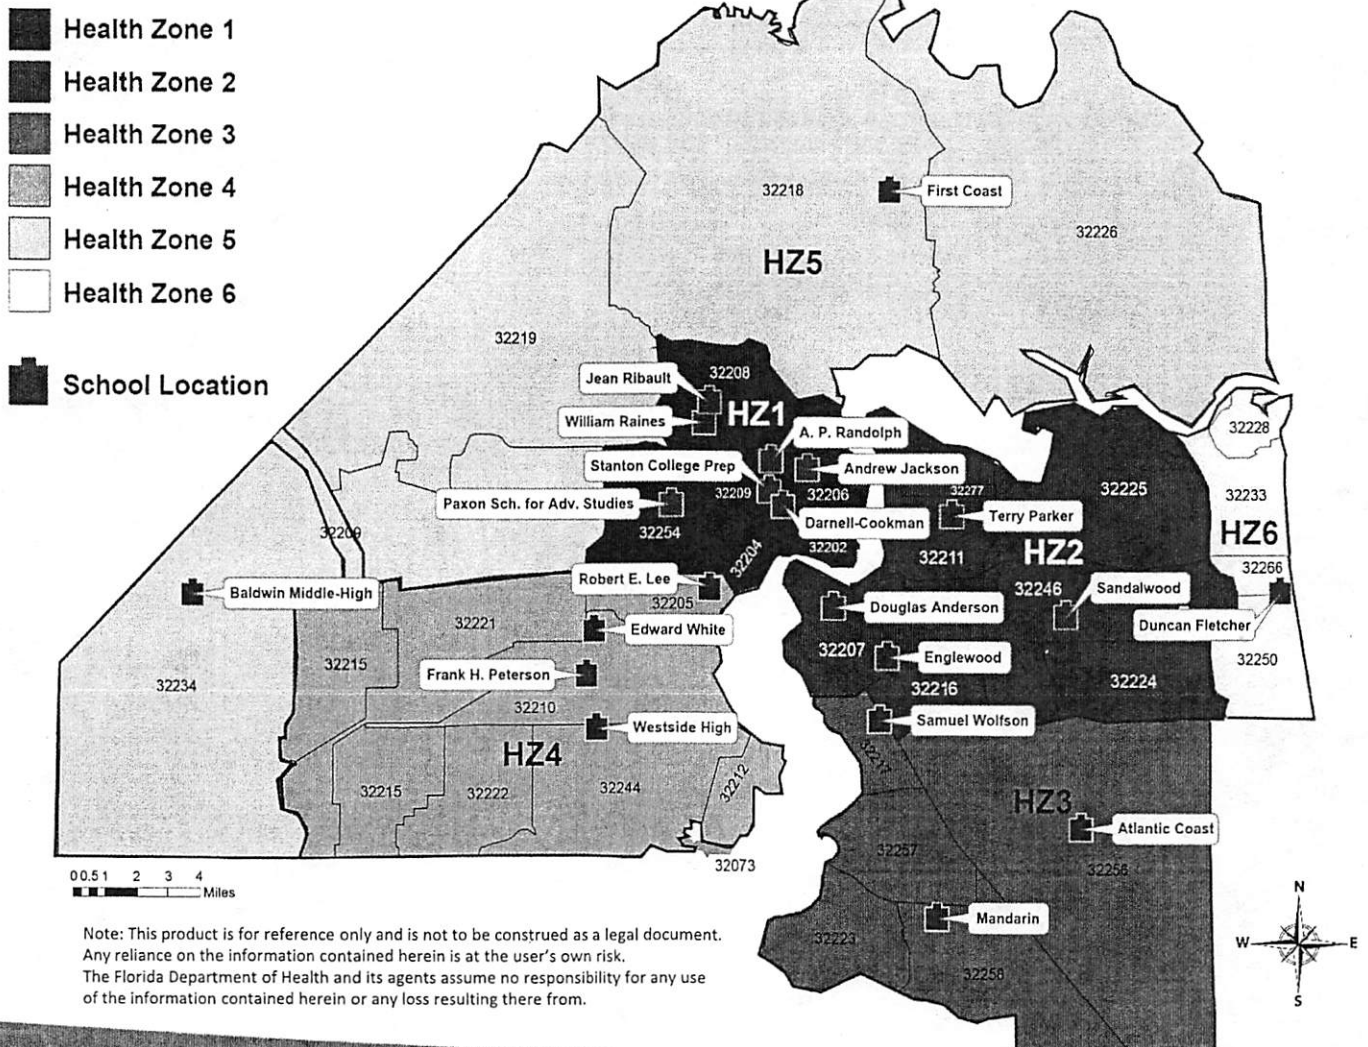 Health Zone 1
Health Zone 2
Health Zone 3
Health Zone 4
Health Zone 5
Health Zone 6
School Location
32218
First Coast
32226
HZ5
32219
32208
Jean Ribault
HZ1
William Raines
A. P. Randolph
32228
Stanton College Prep
Andrew Jackson
32209
32206
32277
32225
32233
Paxon Sch. for Adv. Studies
Darnell-Cookman
Terry Parker
32254
32209
32204
32202
32211
HZ2
HZ6
32266
Robert E. Lee
32205
Baldwin Middle-High
Douglas Anderson
32246
Sandalwood
Duncan Fletcher
32221
Edward White
32207
Englewood
32250
32215
32234
Frank H. Peterson
32216
32224
32210
Westside High
Samuel Wolfson
HZ4
32217
32215
32222
32244
32212
HZ3
Atlantic Coast
32257
32256
32073
00.51 2 3 4
Miles
Mandarin
32223
32258
N
W E
S
Note: This product is for reference only and is not to be construed as a legal document.
Any reliance on the information contained herein is at the user's own risk.
The Florida Department of Health and its agents assume no responsibility for any use
of the information contained herein or any loss resulting there from.